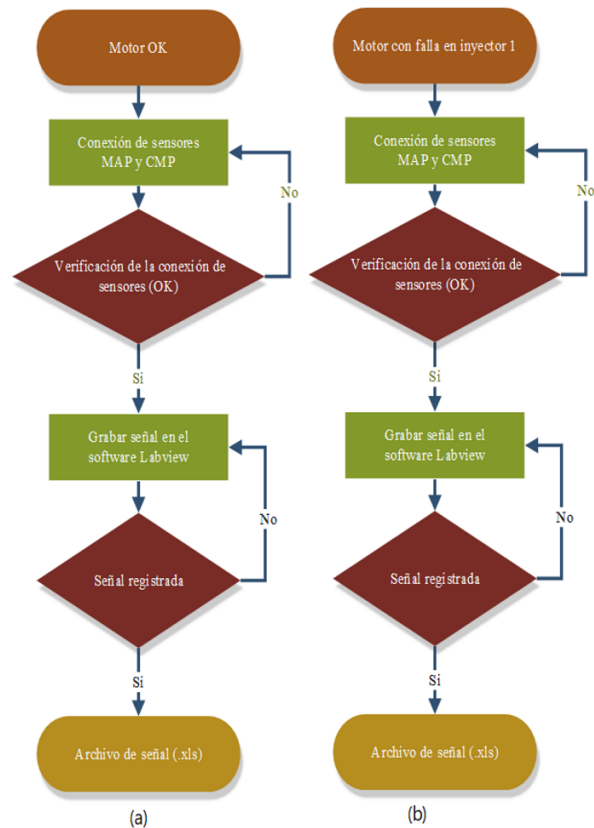 Motor OK
Conexión de sensores
MAP y CMP
No
Verificación de la conexión de
sensores (OK)
Si
Grabar señal en el
software Labview
No
Señal registrada
Si
Archivo de señal (.xls)
(a)
Motor con falla en inyector 1
Conexión de sensores
MAP y CMP
No
Verificación de la conexión de
sensores (OK)
Si
Grabar señal en el
software Labview
No
Señal registrada
Si
Archivo de señal (.xls)
(b)